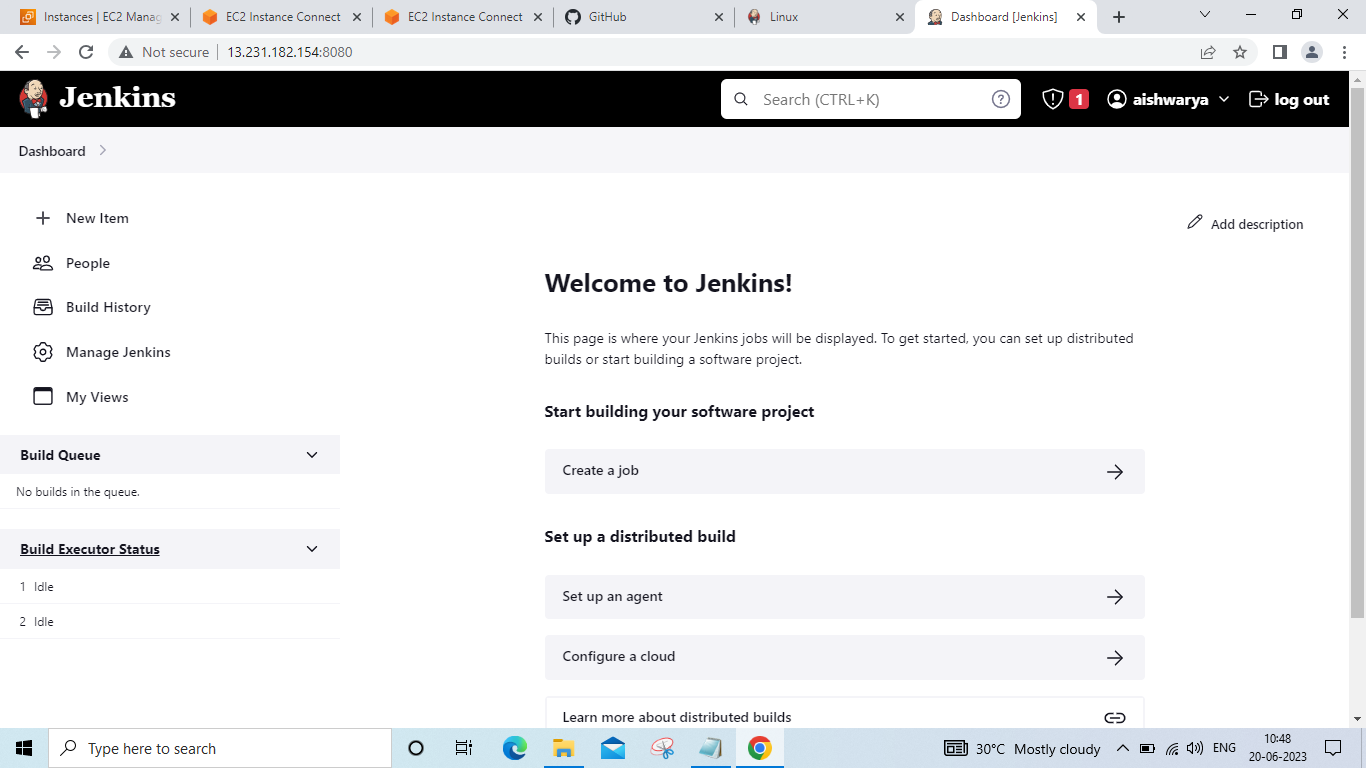 Instances | EC2 Manag
EC2 Instance Connect
EC2 Instance Connect
GitHub
Linux
Dashboard [Jenkins]
Not secure
13.231.182.154:8080
Jenkins
Search (CTRL+K)
1
aishwarya
log out
Dashboard
New Item
People
Build History
Manage Jenkins
My Views
Build Queue
No builds in the queue.
Build Executor Status
1 Idle
2 Idle
Add description
Welcome to Jenkins!
This page is where your Jenkins jobs will be displayed. To get started, you can set up distributed
builds or start building a software project.
Start building your software project
Create a job
Set up a distributed build
Set up an agent
Configure a cloud
Learn more about distributed builds
Type here to search
30°C Mostly cloudy
ENG
10:48
20-06-2023